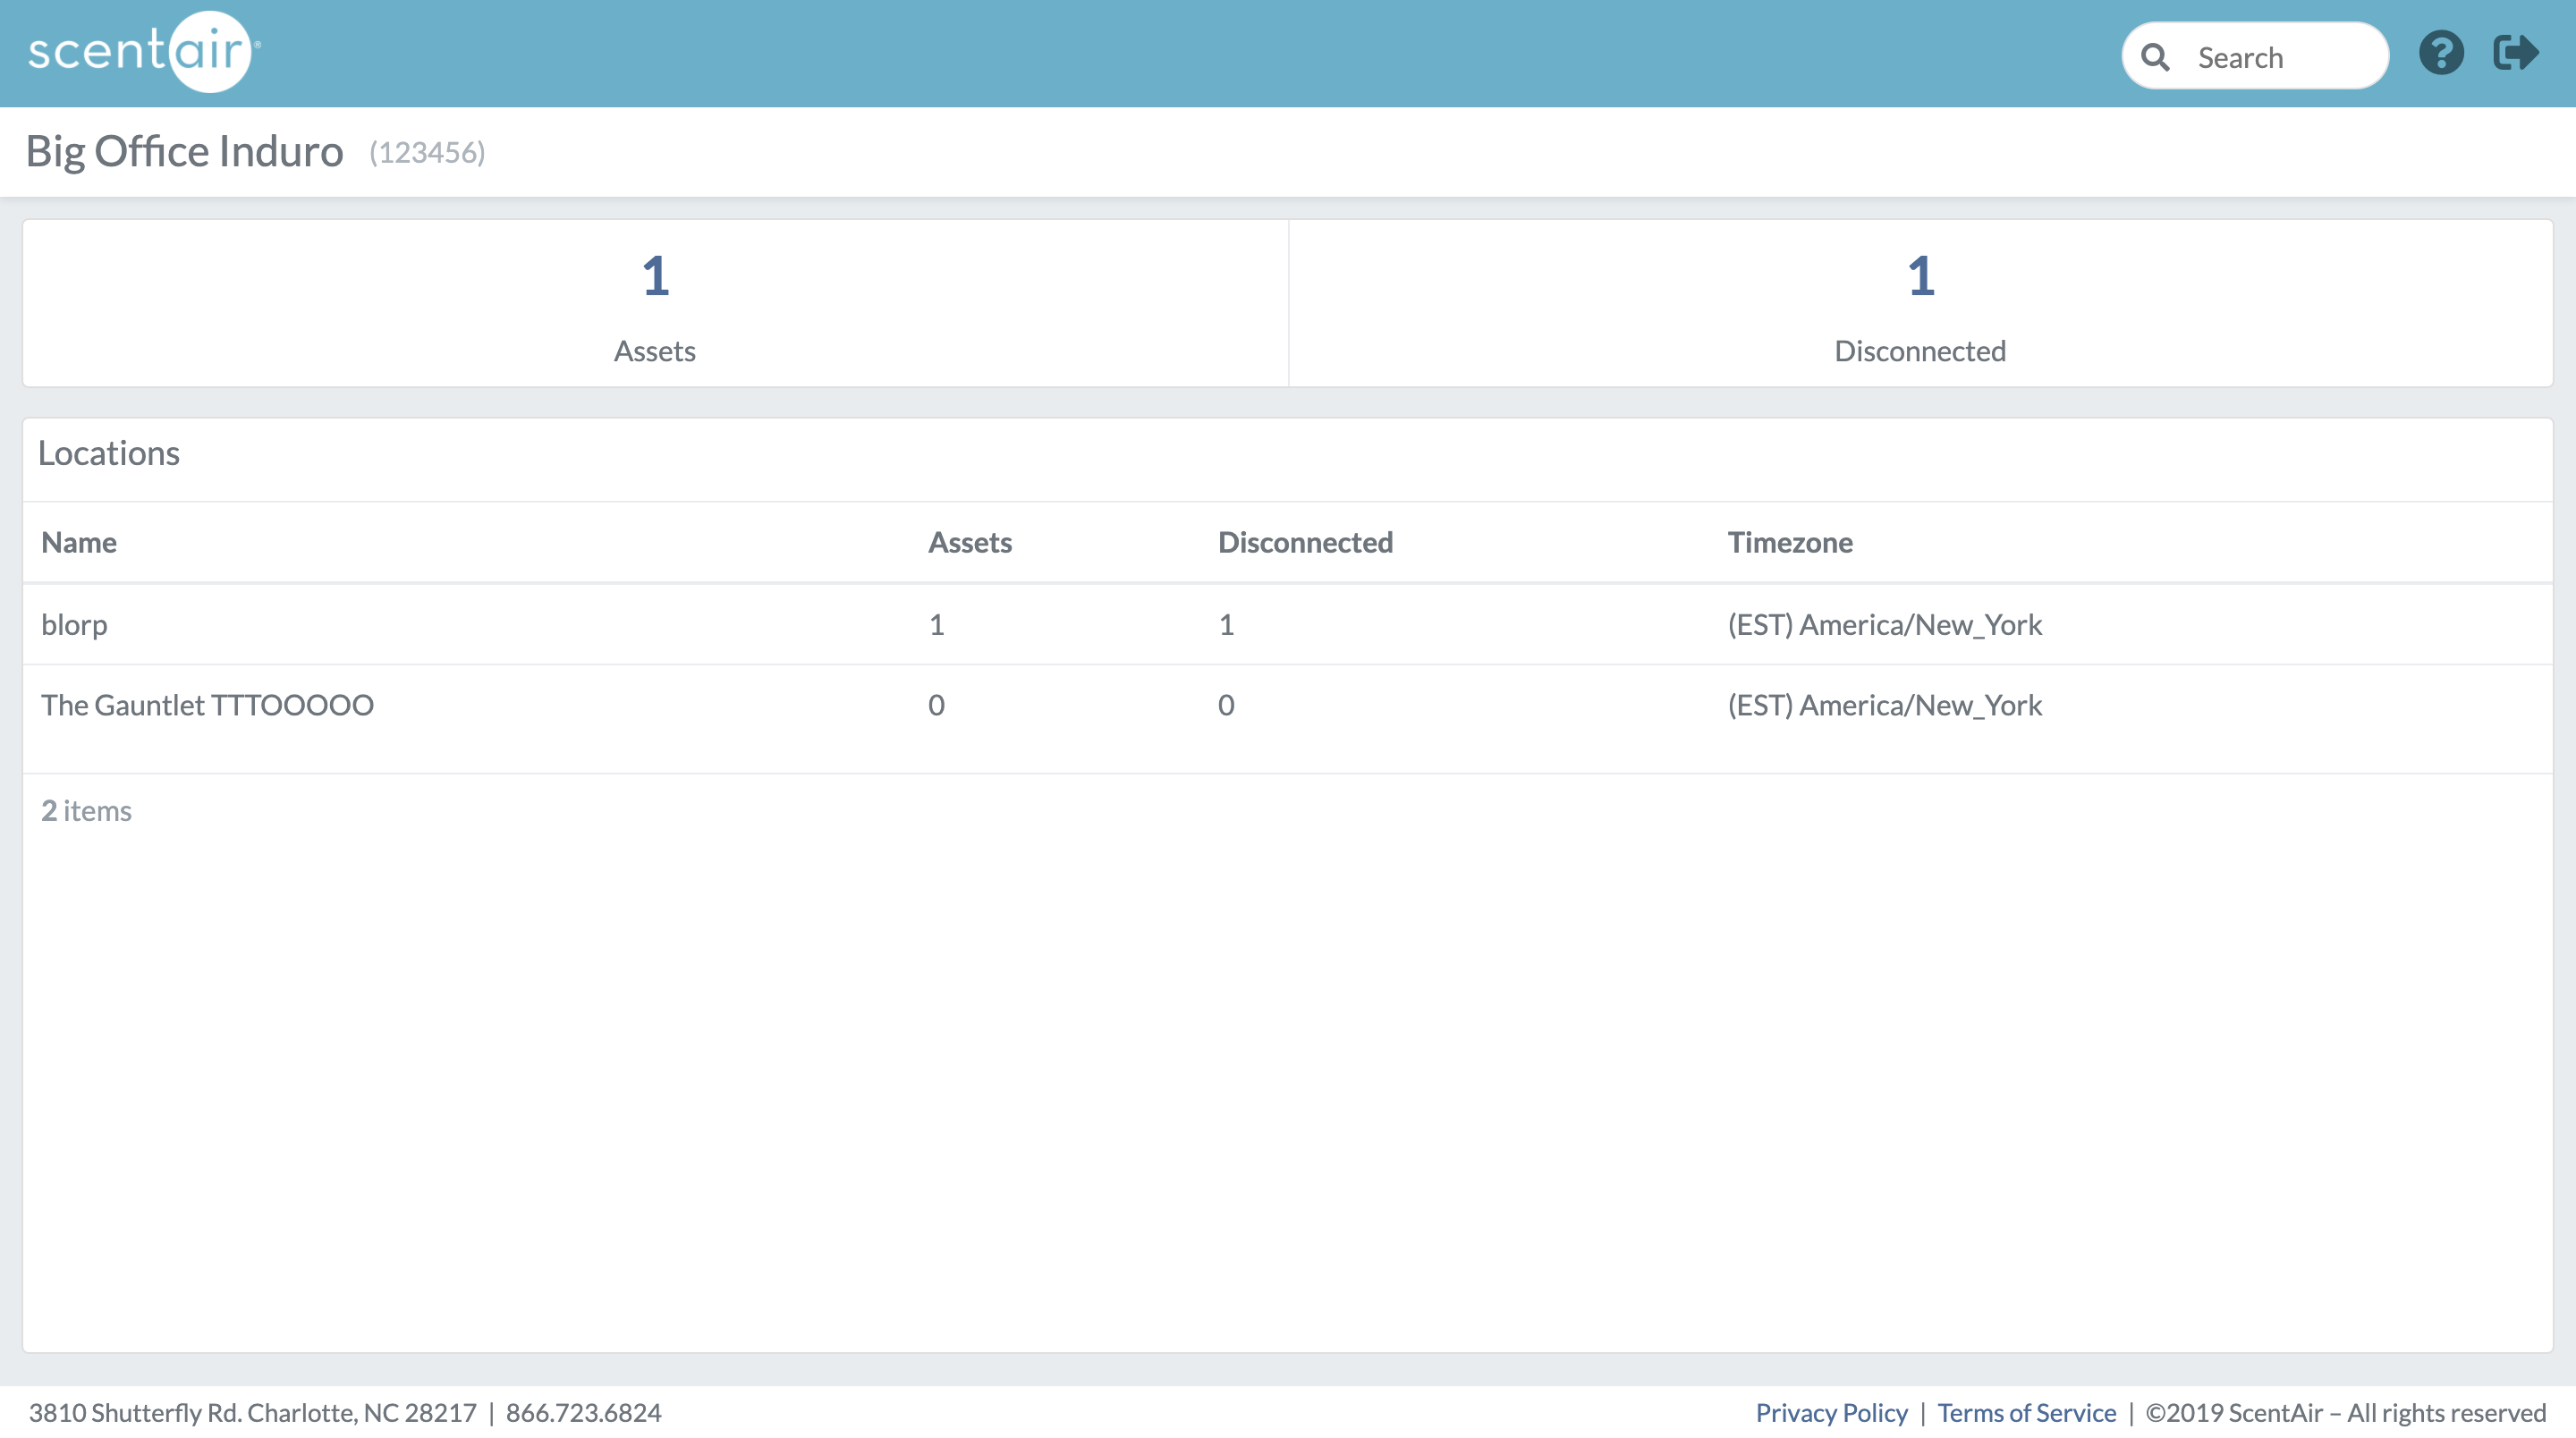 scentair®
Search
Big Office Induro (123456)
1
Assets
1
Disconnected
Locations
Name Assets Disconnected Timezone
blorp 1 1 (EST) America/New_York
The Gauntlet TTTOOOOO 0 0 (EST) America/New_York
2 items
3810 Shutterfly Rd. Charlotte, NC 28217 | 866.723.6824
Privacy Policy | Terms of Service | ©2019 ScentAir – All rights reserved